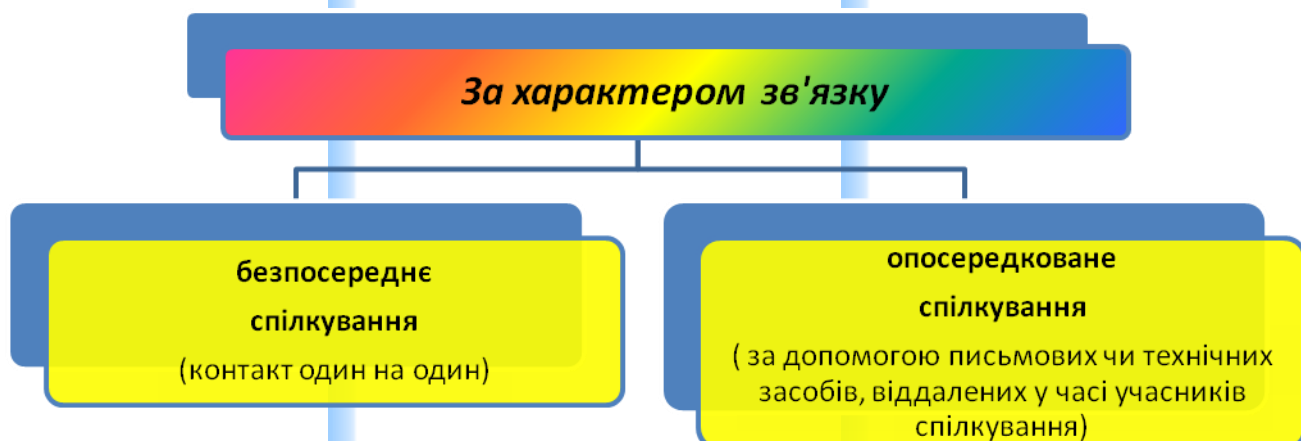 За характером зв'язку
безпосереднє
спілкування
(контакт один на один)
опосередковане
спілкування
( за допомогою письмових чи технічних
засобів, віддалених у часі учасників
спілкування)